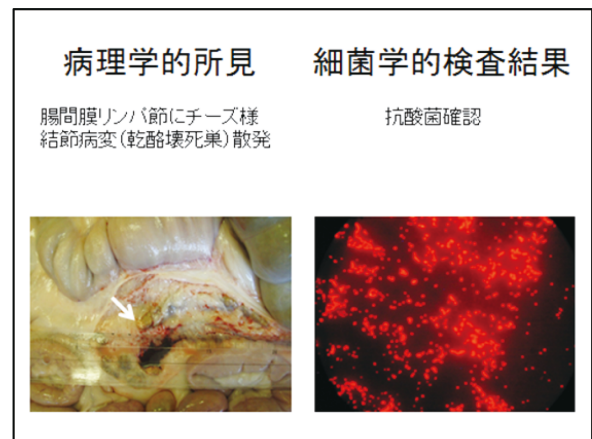 病理学的所見
細菌学的検査結果
腸間膜リンパ節にチーズ様
結節病変(乾酪壊死巣)散発
抗酸菌確認